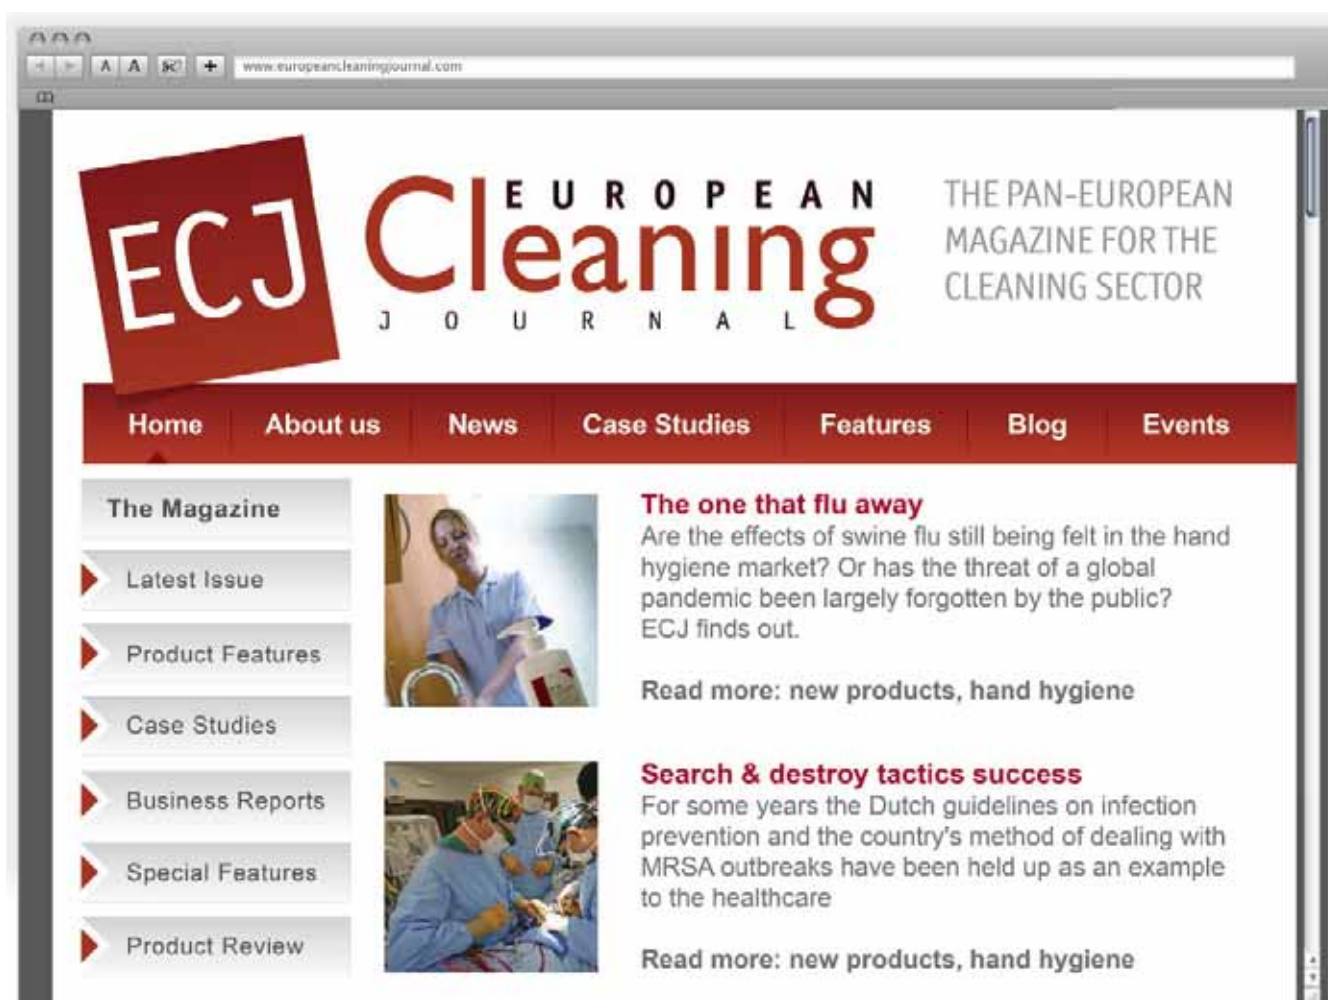 A A
+
www.europeancleaningjournal.com
ECJ
EUROPEAN
Cleaning
JOURNAL
THE PAN-EUROPEAN
MAGAZINE FOR THE
CLEANING SECTOR
Home About us News Case Studies Features Blog Events
The Magazine
Latest Issue
Product Features
Case Studies
Business Reports
Special Features
Product Review
The one that flu away
Are the effects of swine flu still being felt in the hand
hygiene market? Or has the threat of a global
pandemic been largely forgotten by the public?
ECJ finds out.
Read more: new products, hand hygiene
Search & destroy tactics success
For some years the Dutch guidelines on infection
prevention and the country's method of dealing with
MRSA outbreaks have been held up as an example
to the healthcare
Read more: new products, hand hygiene